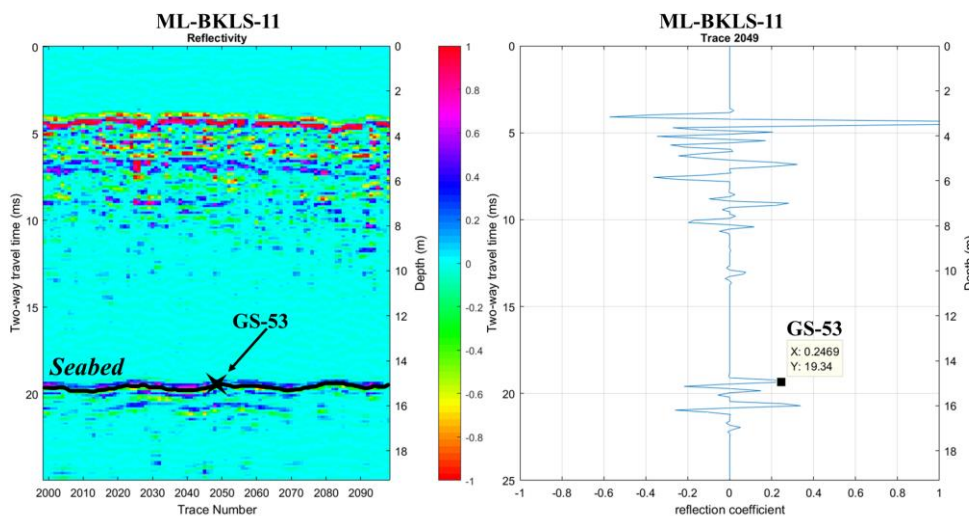 ML-BKLS-11
Reflectivity
0
5
10
15
20
25
Two-way travel time (ms)
2000 2010 2020 2030 2040 2050 2060 2070 2080 2090
Trace Number
0
2
4
6
8
10
12
14
16
18
Depth (m)
Seabed
GS-53
1
0.8
0.6
0.4
0.2
0
-0.2
-0.4
-0.6
-0.8
-1
ML-BKLS-11
Trace 2049
0
5
10
15
20
25
Two-way travel time (ms)
-1 -0.8 -0.6 -0.4 -0.2 0 0.2 0.4 0.6 0.8 1
reflection coefficient
0
2
4
6
8
10
12
14
16
18
Depth (m)
GS-53
X: 0.2469
Y: 19.34